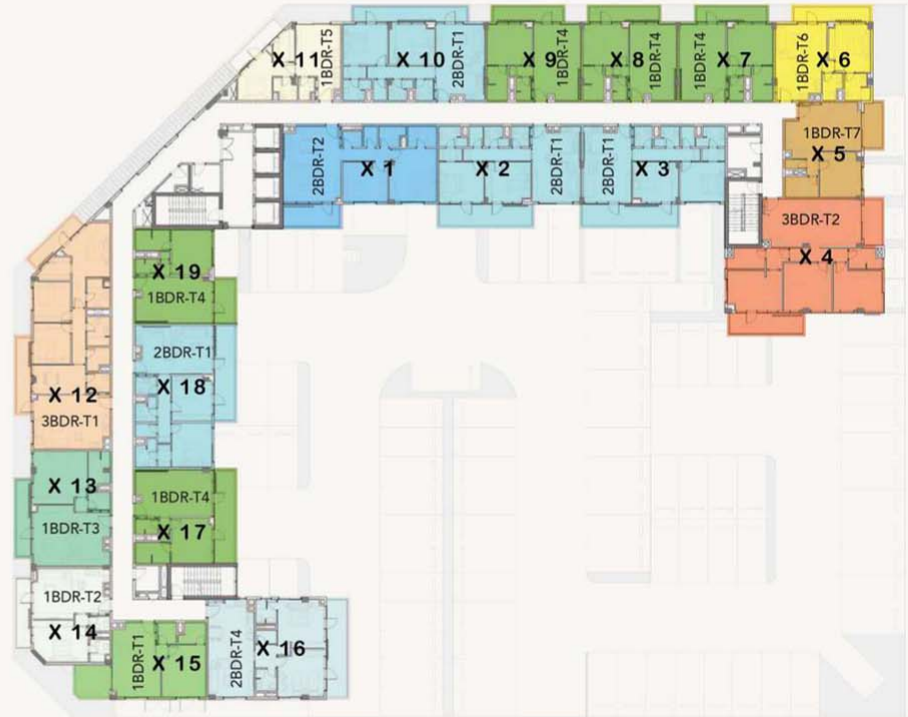 X 11
1BDR-T5
X 10
2BDR-T1
X 9
1BDR-T4
X 8
1BDR-T4
1BDR-T4
X 7
1BDR-T6
X 6
1BDR-T7
X 5
2BDR-T2
X 1
X 2
2BDR-T1
2BDR-T1
X 3
3BDR-T2
X 4
X 19
1BDR-T4
2BDR-T1
X 18
X 12
3BDR-T1
X 13
1BDR-T3
1BDR-T4
X 17
1BDR-T2
X 14
1BDR-T1
X 15
2BDR-T4
X 16